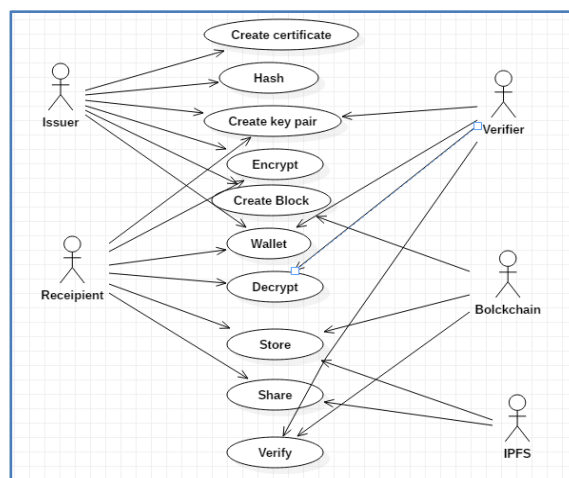 Create certificate
Hash
Issuer
Create key pair
Verifier
Encrypt
Create Block
Wallet
Receipient
Decrypt
Bolckchain
Store
Share
Verify
IPFS